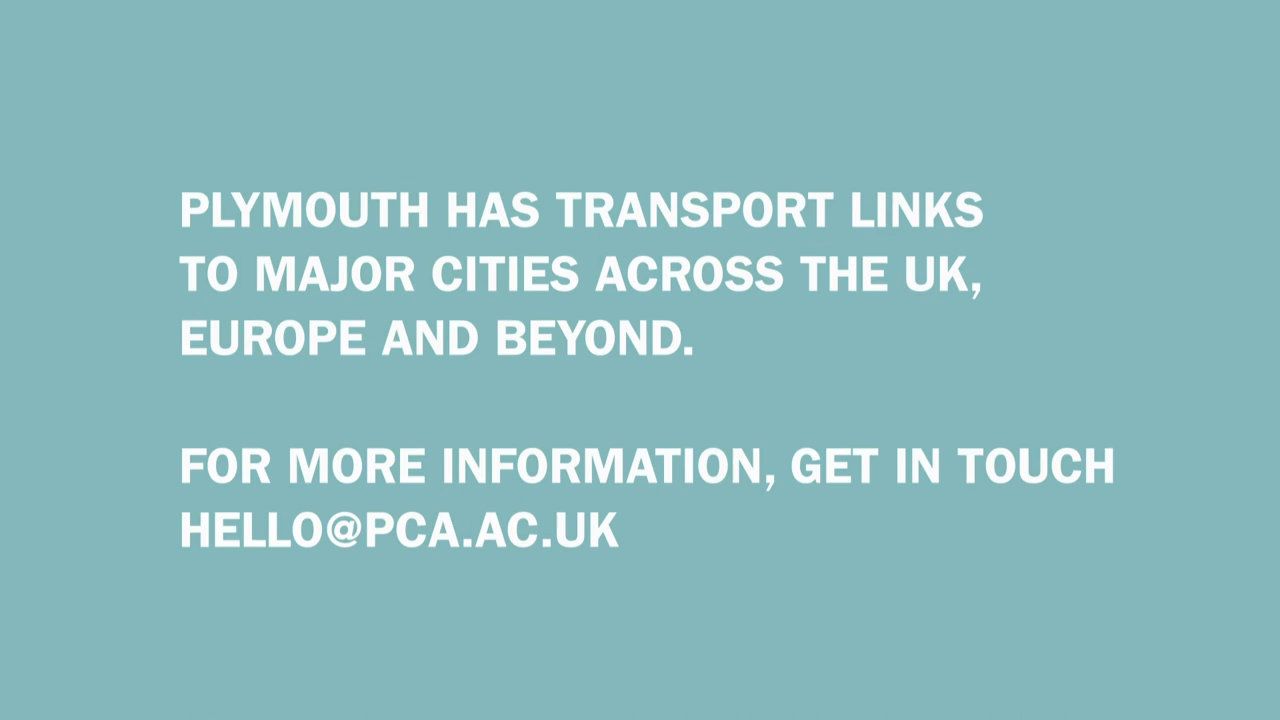 PLYMOUTH HAS TRANSPORT LINKS
TO MAJOR CITIES ACROSS THE UK,
EUROPE AND BEYOND.
FOR MORE INFORMATION, GET IN TOUCH
HELLO@PCA.AC.UK